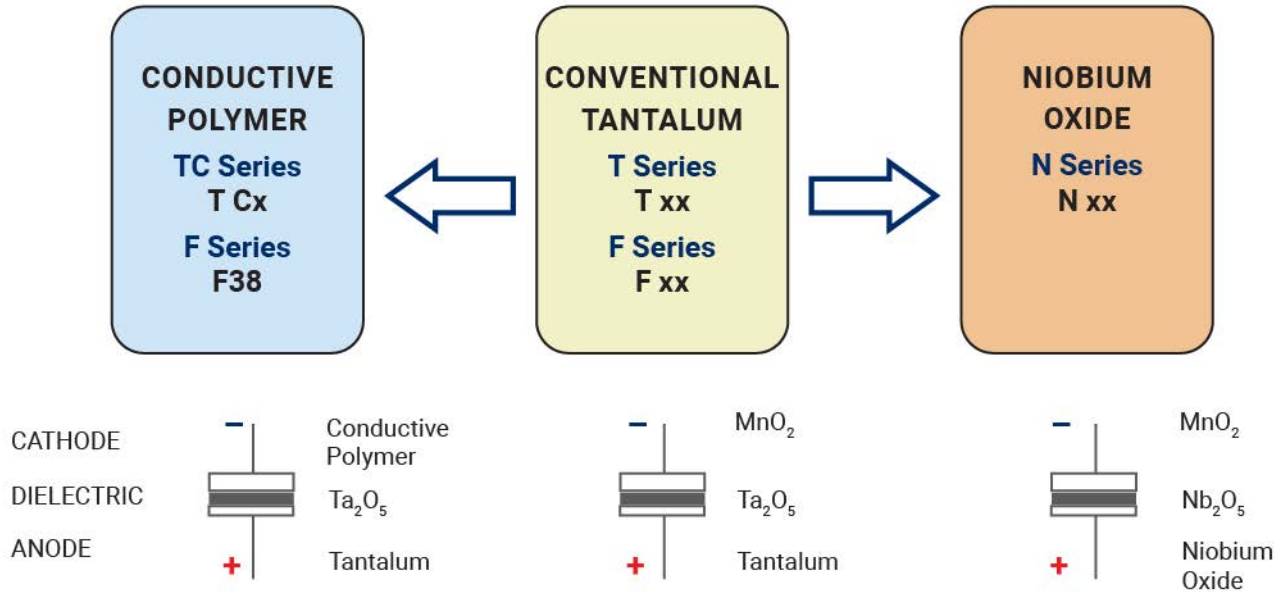 CONDUCTIVE
POLYMER
TC Series
T Cx
F Series
F38
CONVENTIONAL
TANTALUM
T Series
T xx
F Series
F xx
NIOBIUM
OXIDE
N Series
N xx
CATHODE
DIELECTRIC
ANODE
−
Conductive
Polymer
Ta₂O₅
+
Tantalum
−
MnO₂
Ta₂O₅
+
Tantalum
−
MnO₂
Nb₂O₅
+
Niobium
Oxide